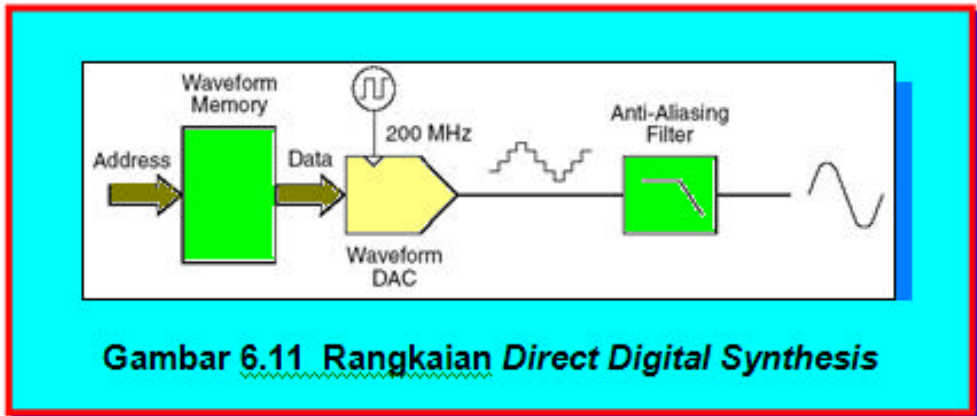 Waveform
Memory
Address
Data
200 MHz
Waveform
DAC
Anti-Aliasing
Filter
Gambar 6.11 Rangkaian Direct Digital Synthesis